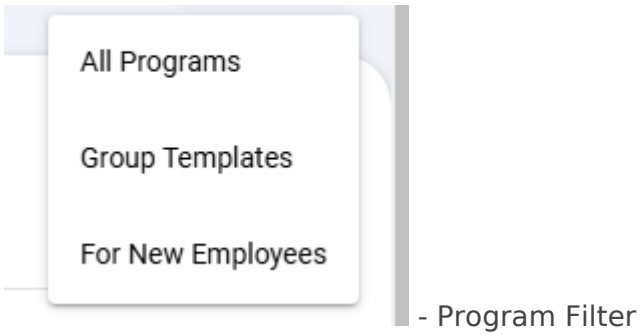 All Programs
Group Templates
For New Employees
- Program Filter